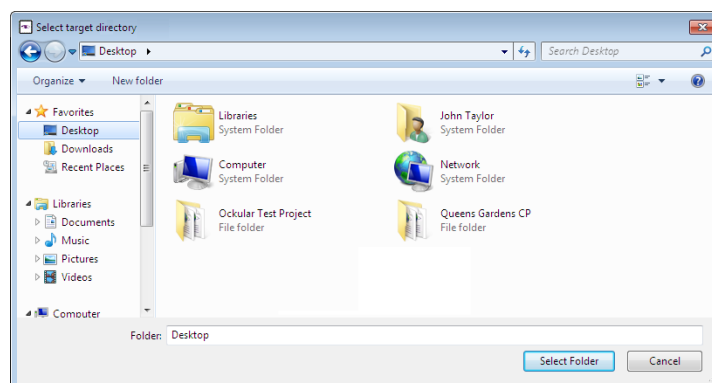 Select target directory
Desktop
Search Desktop
Organize
New folder
Favorites
Desktop
Downloads
Recent Places
Libraries
Documents
Music
Pictures
Videos
Computer
Libraries
System Folder
John Taylor
System Folder
Computer
System Folder
Network
System Folder
Ockular Test Project
File folder
Queens Gardens CP
File folder
Folder: Desktop
Select Folder
Cancel